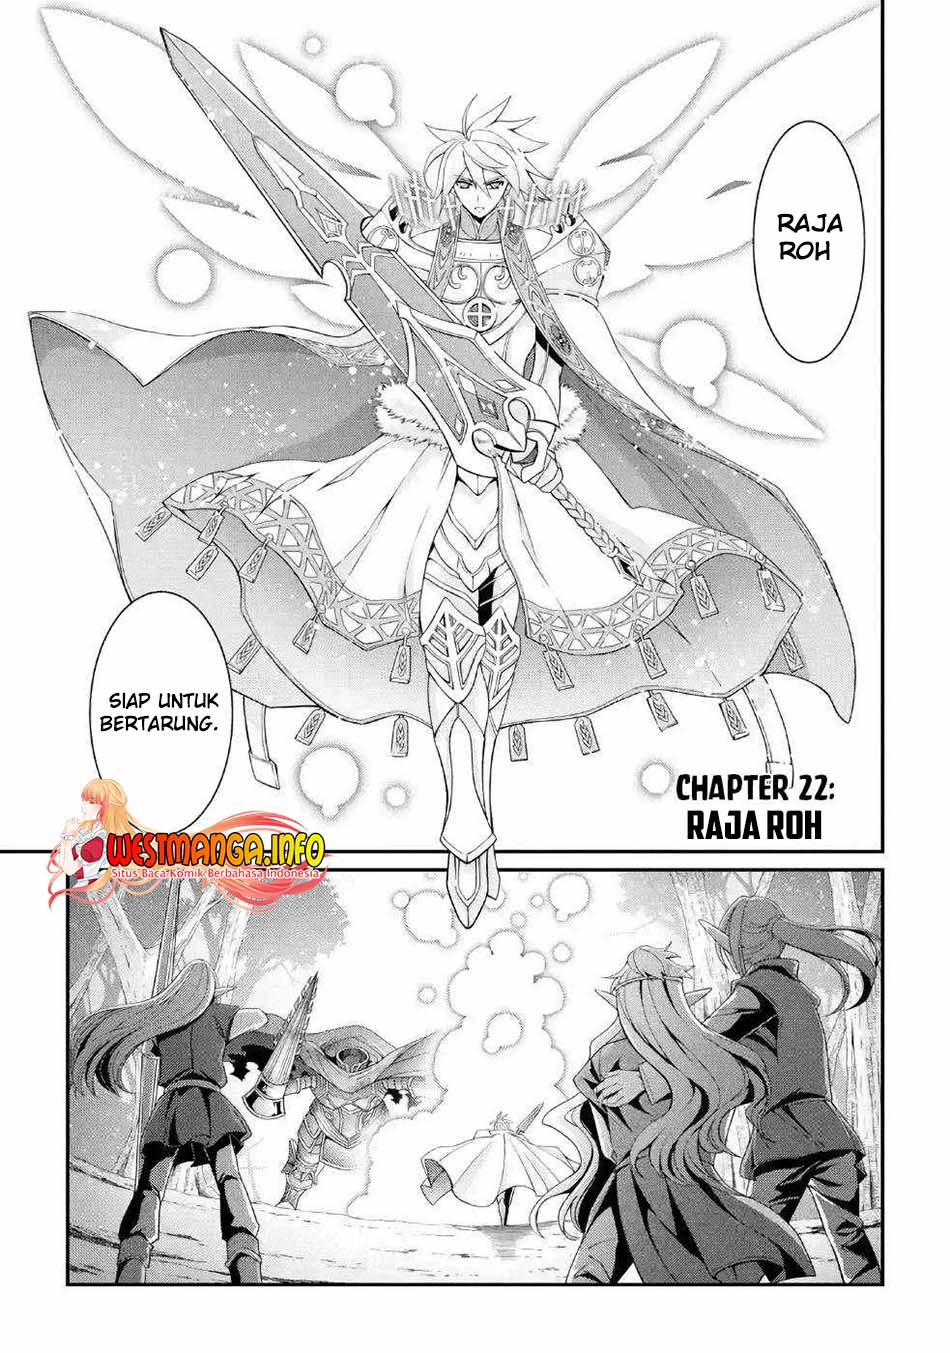 RAJA
ROH
SIAP UNTUK
BERTARUNG.
CHAPTER 22:
RAJA ROH
WESTMANGA.INFO
Situs Baca Komik Berbahasa Indonesia